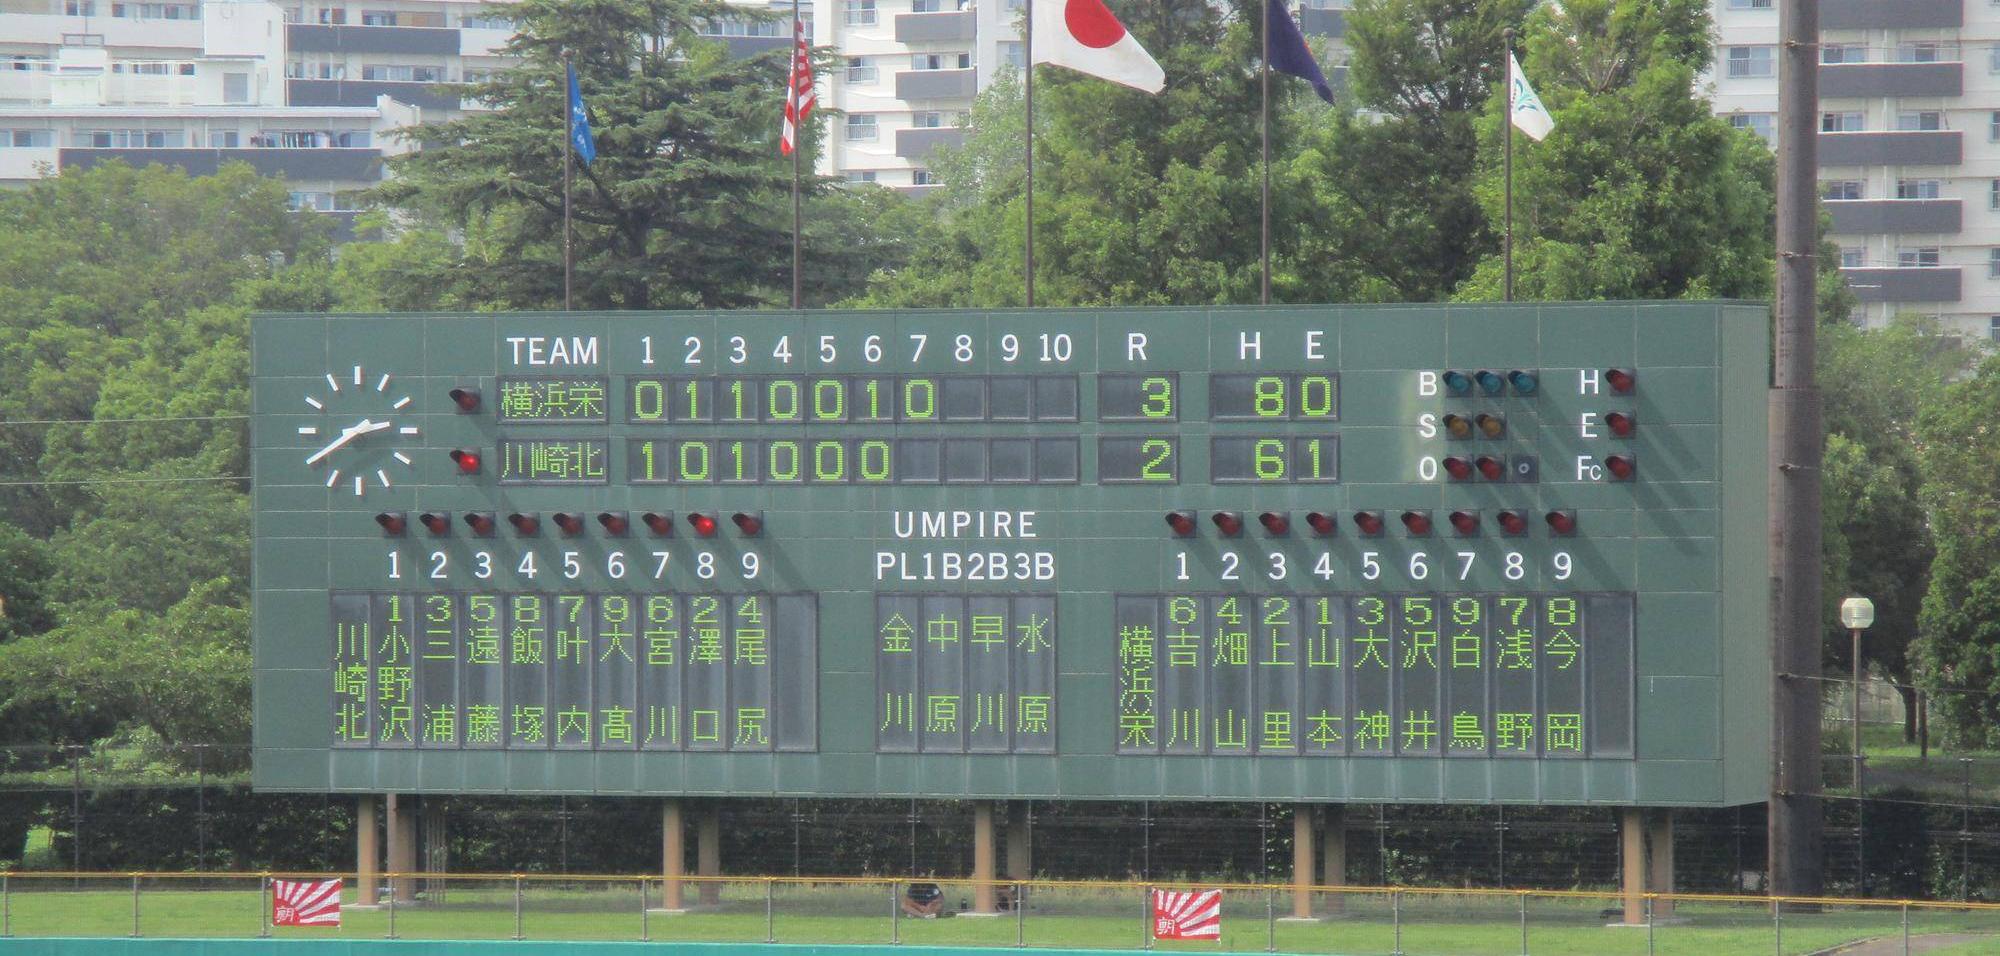 TEAM 1 2 3 4 5 6 7 8 9 10 R H E
横浜栄 0 1 1 0 0 1 0 3 8 0
川崎北 1 0 1 0 0 0 2 6 1
B H
S E
O FC
UMPIRE
1 2 3 4 5 6 7 8 9
PL 1B 2B 3B
1 2 3 4 5 6 7 8 9
川崎北
1 小野沢
3 三浦
5 遠藤
8 飯塚
7 叶内
9 大髙
6 宮川
2 澤口
4 尾尻
金川
中原
早川
水原
横浜栄
6 吉川
4 畑山
2 上里
1 山本
3 大神
5 沢井
9 白鳥
7 浅野
8 今岡
朝
朝